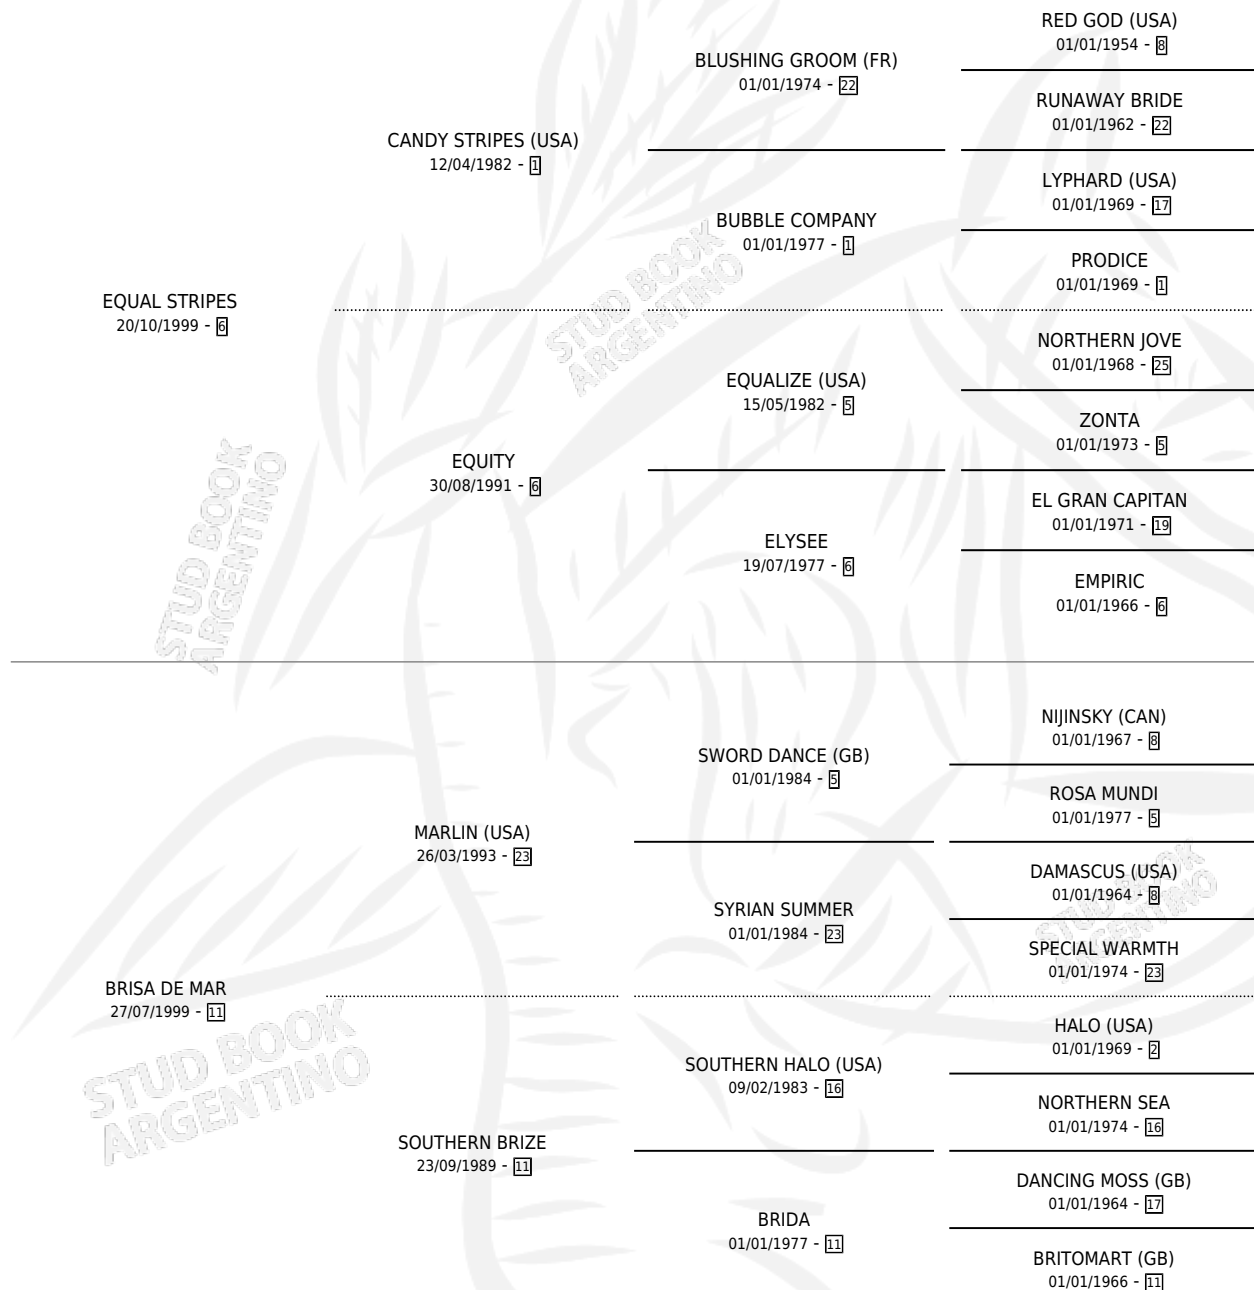 RED GOD (USA)
01/01/1954 - 8
BLUSHING GROOM (FR)
01/01/1974 - 22
RUNAWAY BRIDE
01/01/1962 - 22
CANDY STRIPES (USA)
12/04/1982 - 1
LYPHARD (USA)
01/01/1969 - 17
BUBBLE COMPANY
01/01/1977 - 1
PRODICE
01/01/1969 - 1
EQUAL STRIPES
20/10/1999 - 6
STUD BOOK
ARGENTINO
NORTHERN JOVE
01/01/1968 - 25
EQUALIZE (USA)
15/05/1982 - 5
ZONTA
01/01/1973 - 5
EQUITY
30/08/1991 - 6
EL GRAN CAPITAN
01/01/1971 - 19
ELYSEE
19/07/1977 - 6
EMPIRIC
01/01/1966 - 6
STUD BOOK
ARGENTINO
NIJINSKY (CAN)
01/01/1967 - 8
SWORD DANCE (GB)
01/01/1984 - 5
ROSA MUNDI
01/01/1977 - 5
MARLIN (USA)
26/03/1993 - 23
DAMASCUS (USA)
01/01/1964 - 8
SYRIAN SUMMER
01/01/1984 - 23
STUD BOOK
ARGENTINO
SPECIAL WARMTH
01/01/1974 - 23
BRISA DE MAR
27/07/1999 - 11
HALO (USA)
01/01/1969 - 2
SOUTHERN HALO (USA)
09/02/1983 - 16
NORTHERN SEA
01/01/1974 - 16
STUD BOOK
ARGENTINO
SOUTHERN BRIZE
23/09/1989 - 11
DANCING MOSS (GB)
01/01/1964 - 17
BRIDA
01/01/1977 - 11
BRITOMART (GB)
01/01/1966 - 11